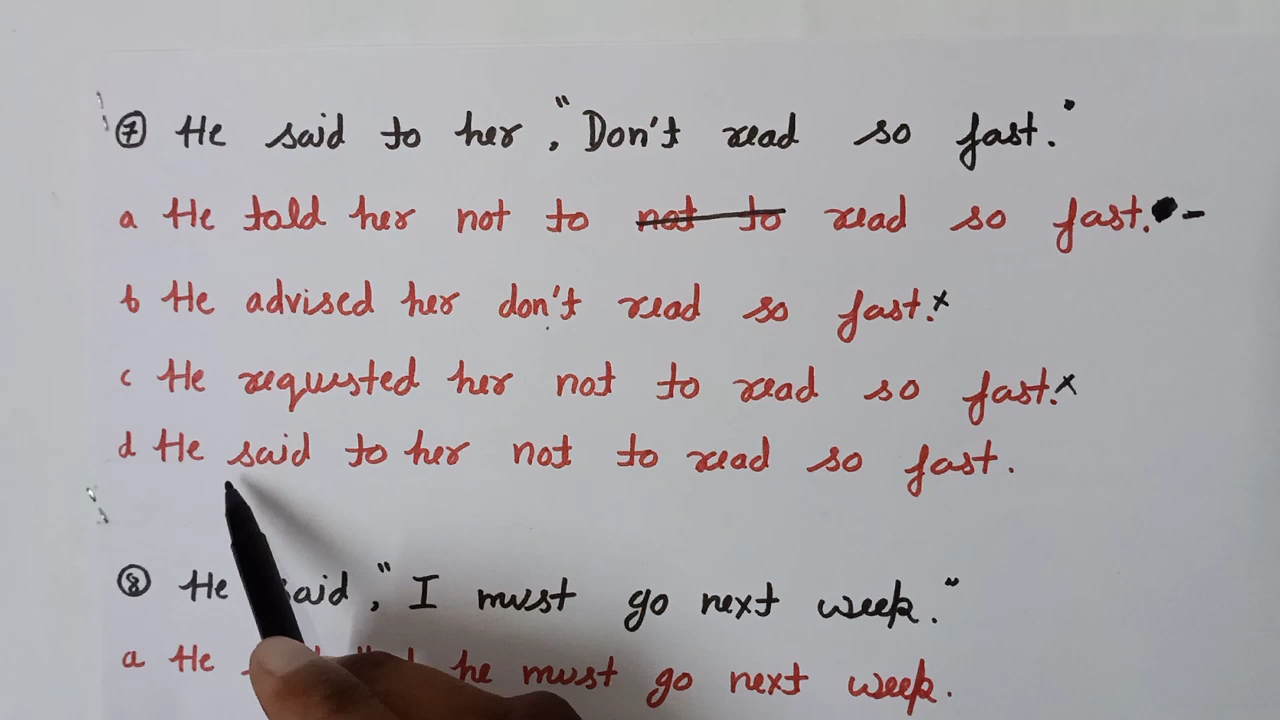 ⑦ He said to her, "Don't read so fast."
a He told her not to not to read so fast.
b He advised her don't read so fast. x
c He requested her not to read so fast. x
d He said to her not to read so fast.
⑧ He said, "I must go next week."
a He he must go next week.